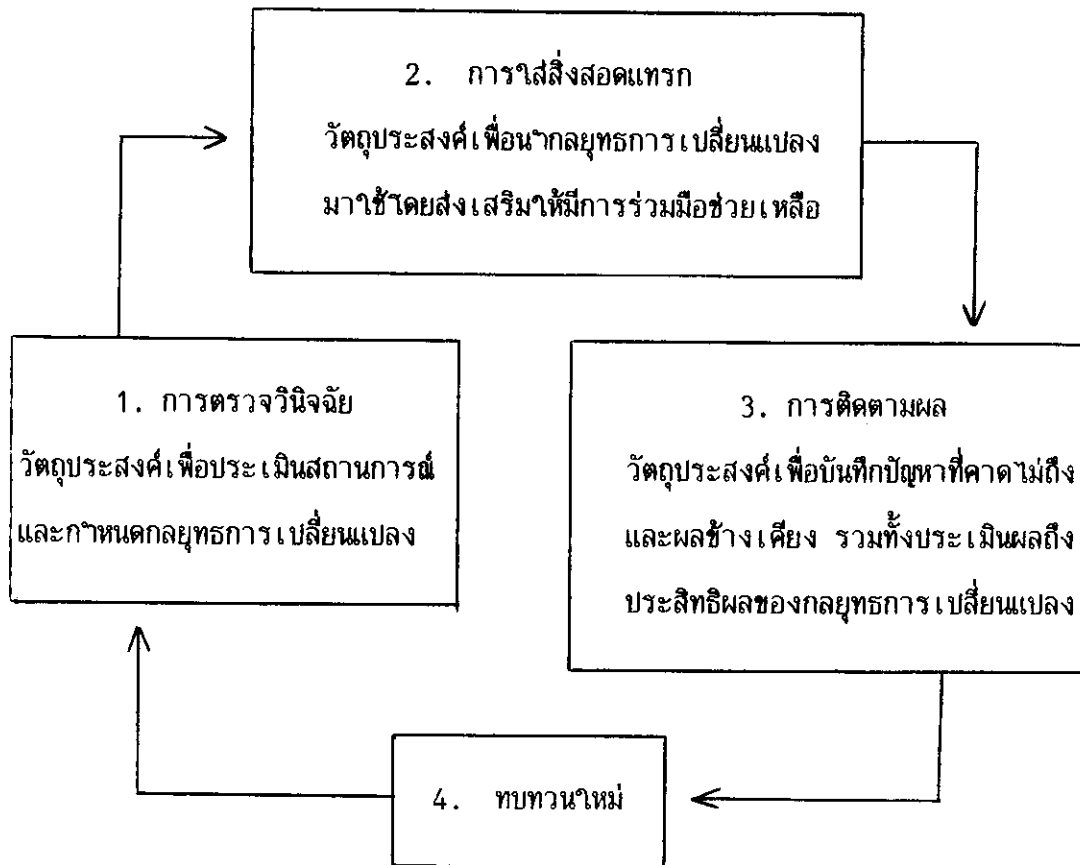 2. การใส่สิ่งสอดแทรก
วัตถุประสงค์เพื่อนำกลยุทธการเปลี่ยนแปลง
มาใช้โดยส่งเสริมให้มีการร่วมมือช่วยเหลือ
1. การตรวจวินิจฉัย
วัตถุประสงค์เพื่อประเมินสถานการณ์
และกำหนดกลยุทธการเปลี่ยนแปลง
3. การติดตามผล
วัตถุประสงค์เพื่อบันทึกปัญหาที่คาดไม่ถึง
และผลข้างเคียง รวมทั้งประเมินผลถึง
ประสิทธิผลของกลยุทธการเปลี่ยนแปลง
4. ทบทวนใหม่